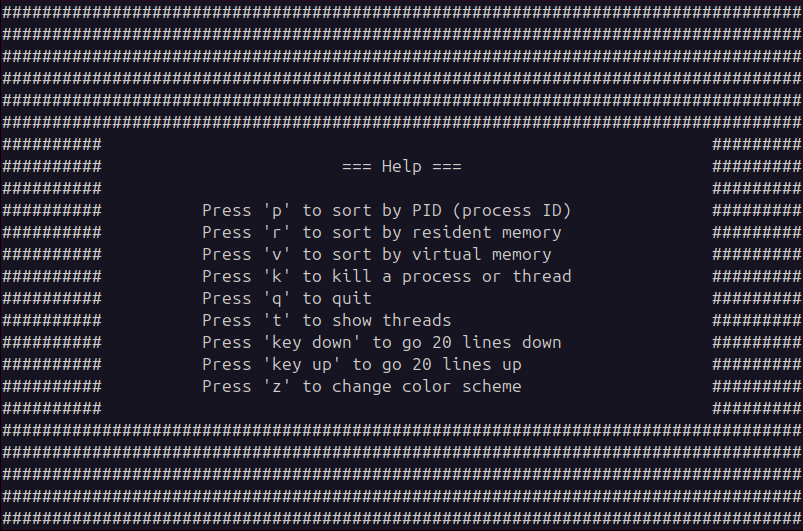 ################################################################################
################################################################################
################################################################################
################################################################################
################################################################################
################################################################################
########## #########
########## === Help === #########
########## #########
########## Press 'p' to sort by PID (process ID) #########
########## Press 'r' to sort by resident memory #########
########## Press 'v' to sort by virtual memory #########
########## Press 'k' to kill a process or thread #########
########## Press 'q' to quit #########
########## Press 't' to show threads #########
########## Press 'key down' to go 20 lines down #########
########## Press 'key up' to go 20 lines up #########
########## Press 'z' to change color scheme #########
########## #########
################################################################################
################################################################################
################################################################################
################################################################################
################################################################################